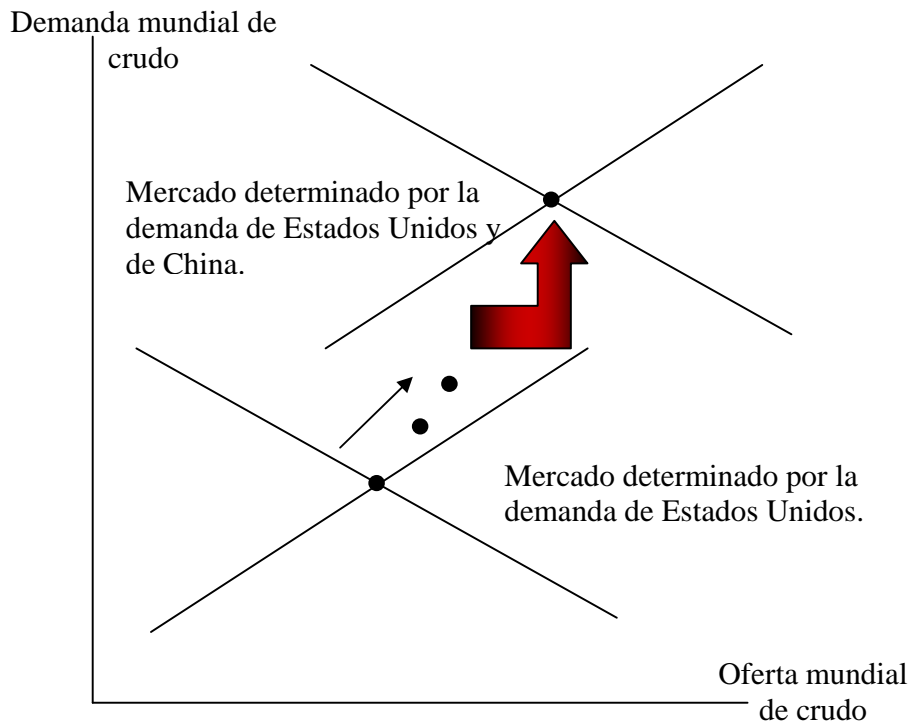 Demanda mundial de
crudo
Mercado determinado por la
demanda de Estados Unidos y
de China.
Mercado determinado por la
demanda de Estados Unidos.
Oferta mundial
de crudo